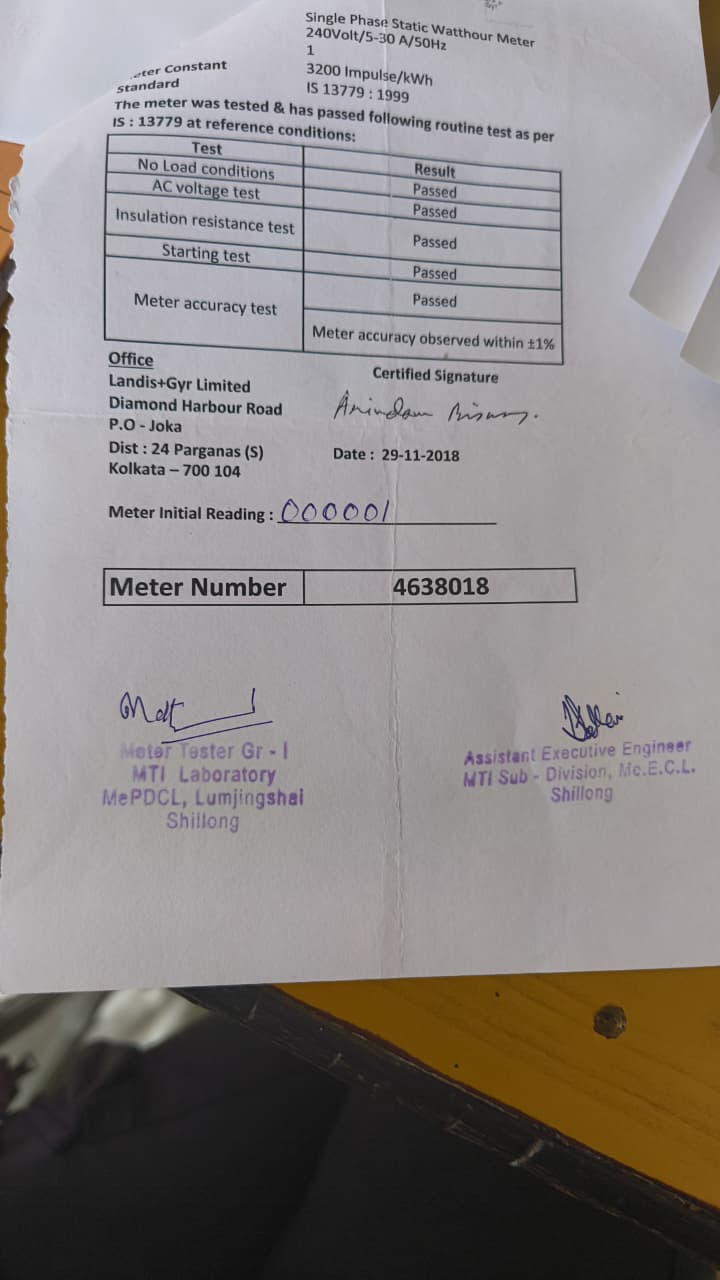 Single Phase Static Watthour Meter
240Volt/5-30 A/50Hz
1
Constant 3200 Impulse/kWh
Standard IS 13779 : 1999
The meter was tested & has passed following routine test as per
IS : 13779 at reference conditions:
Test Result
No Load conditions Passed
AC voltage test Passed
Insulation resistance test Passed
Starting test Passed
Meter accuracy test Passed
Meter accuracy observed within ±1%
Office
Certified Signature
Landis+Gyr Limited
Diamond Harbour Road
Anindam Biswas.
P.O - Joka
Dist : 24 Parganas (S)
Date : 29-11-2018
Kolkata – 700 104
Meter Initial Reading : 000001
Meter Number 4638018
Meter Tester Gr - I
MTI Laboratory
MePDCL, Lumjingshai
Shillong
Assistant Executive Engineer
MTI Sub - Division, Me.E.C.L.
Shillong